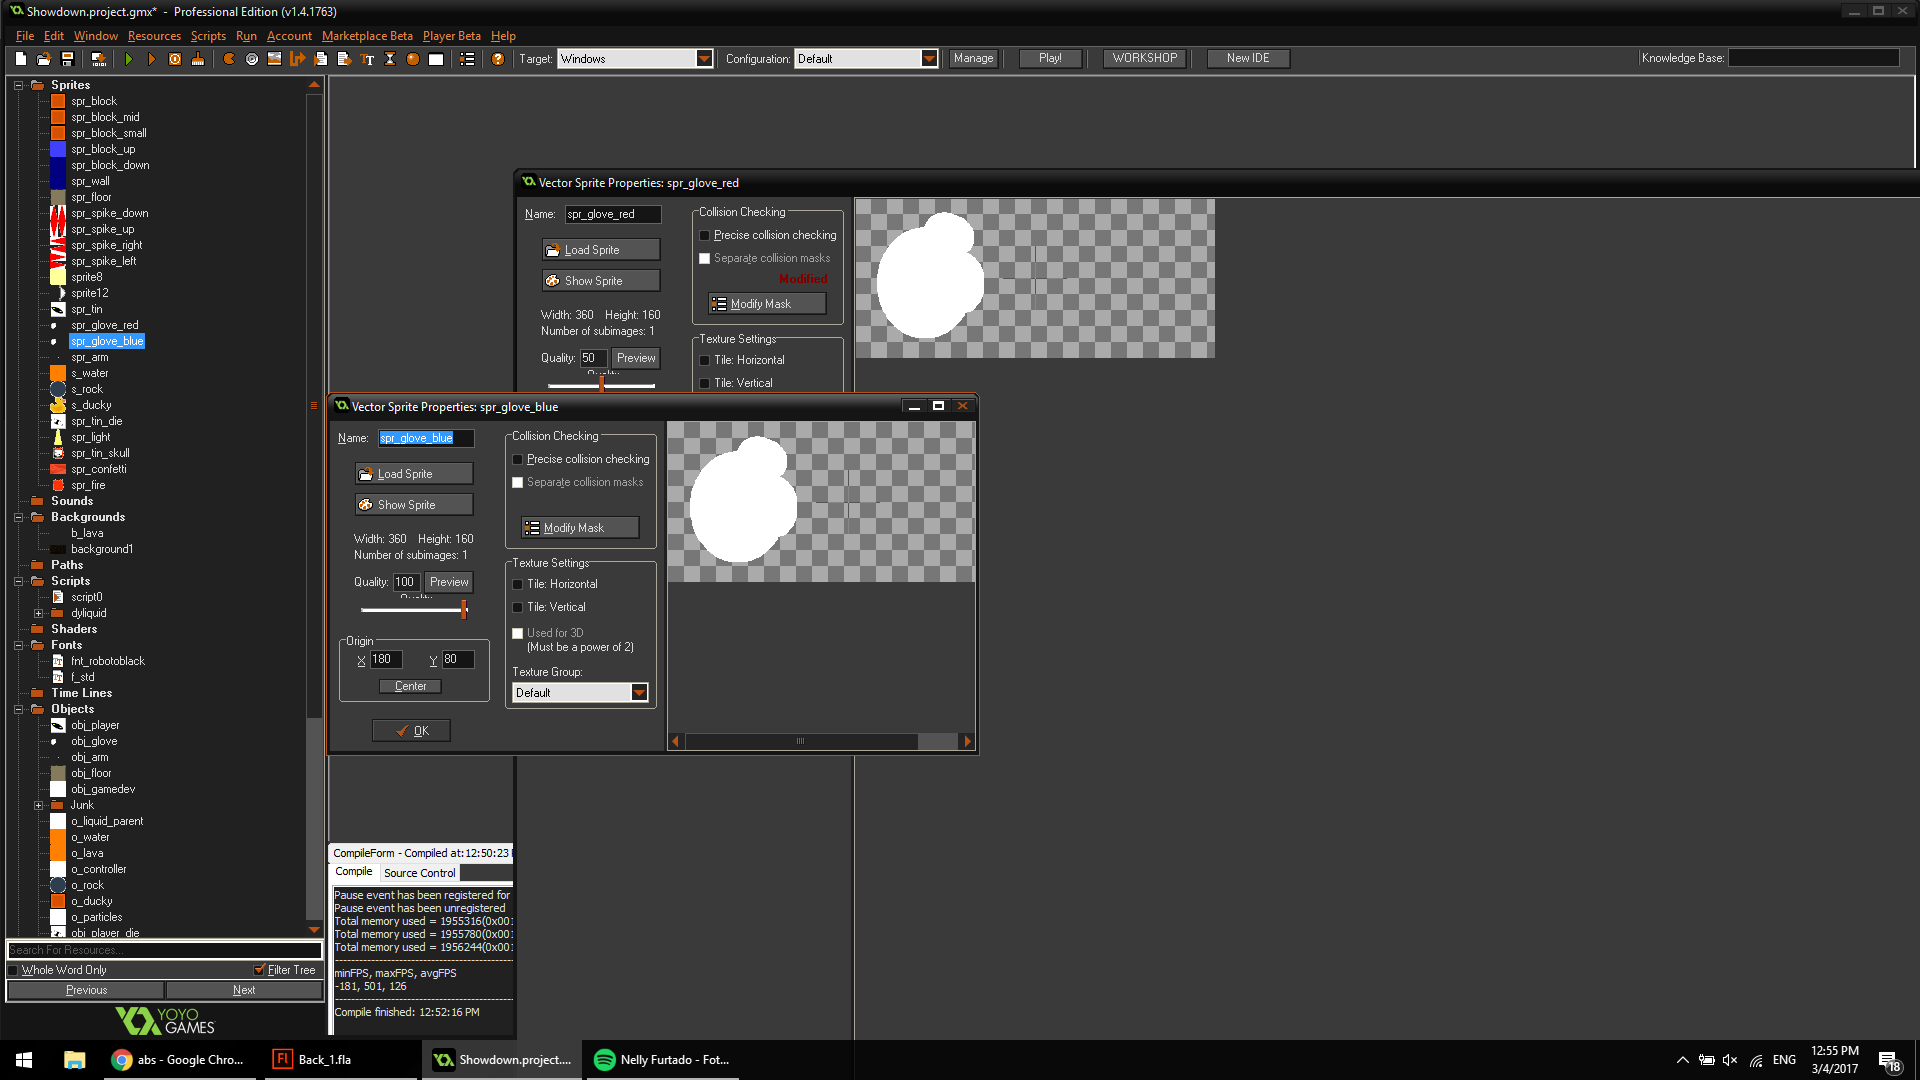 Showdown.project.gmx* - Professional Edition (v1.4.1763)
File Edit Window Resources Scripts Run Account Marketplace Beta Player Beta Help
Target: Windows Configuration: Default Manage Play! WORKSHOP New IDE Knowledge Base:
Sprites
spr_block
spr_block_mid
spr_block_small
spr_block_up
spr_block_down
spr_wall
spr_floor
spr_spike_down
spr_spike_up
spr_spike_right
spr_spike_left
sprite8
sprite12
spr_tin
spr_glove_red
spr_glove_blue
spr_arm
s_water
s_rock
s_ducky
spr_tin_die
spr_light
spr_tin_skull
spr_confetti
spr_fire
Sounds
Backgrounds
b_lava
background1
Paths
Scripts
script0
dyliquid
Shaders
Fonts
fnt_robotoblack
f_std
Time Lines
Objects
obj_player
obj_glove
obj_arm
obj_floor
obj_gamedev
Junk
o_liquid_parent
o_water
o_lava
o_controller
o_rock
o_ducky
o_particles
obj_player_die
Search For Resources...
Whole Word Only Filter Tree
Previous Next
YOYO
GAMES
Vector Sprite Properties: spr_glove_red
Name: spr_glove_red
Load Sprite
Show Sprite
Width: 360 Height: 160
Number of subimages: 1
Quality: 50 Preview
Collision Checking
Precise collision checking
Separate collision masks
Modified
Modify Mask
Texture Settings
Tile: Horizontal
Tile: Vertical
Vector Sprite Properties: spr_glove_blue
Name: spr_glove_blue
Load Sprite
Show Sprite
Width: 360 Height: 160
Number of subimages: 1
Quality: 100 Preview
Origin
X 180 Y 80
Center
OK
Collision Checking
Precise collision checking
Separate collision masks
Modify Mask
Texture Settings
Tile: Horizontal
Tile: Vertical
Used for 3D
(Must be a power of 2)
Texture Group:
Default
CompileForm - Compiled at:12:50:23
Compile Source Control
Pause event has been registered for
Pause event has been unregistered
Total memory used = 1955316(0x001
Total memory used = 1955780(0x001
Total memory used = 1956244(0x001
minFPS, maxFPS, avgFPS
-181, 501, 126
Compile finished: 12:52:16 PM
abs - Google Chro... Back_1.fla Showdown.project.... Nelly Furtado - Fot...
ENG
12:55 PM
3/4/2017
18